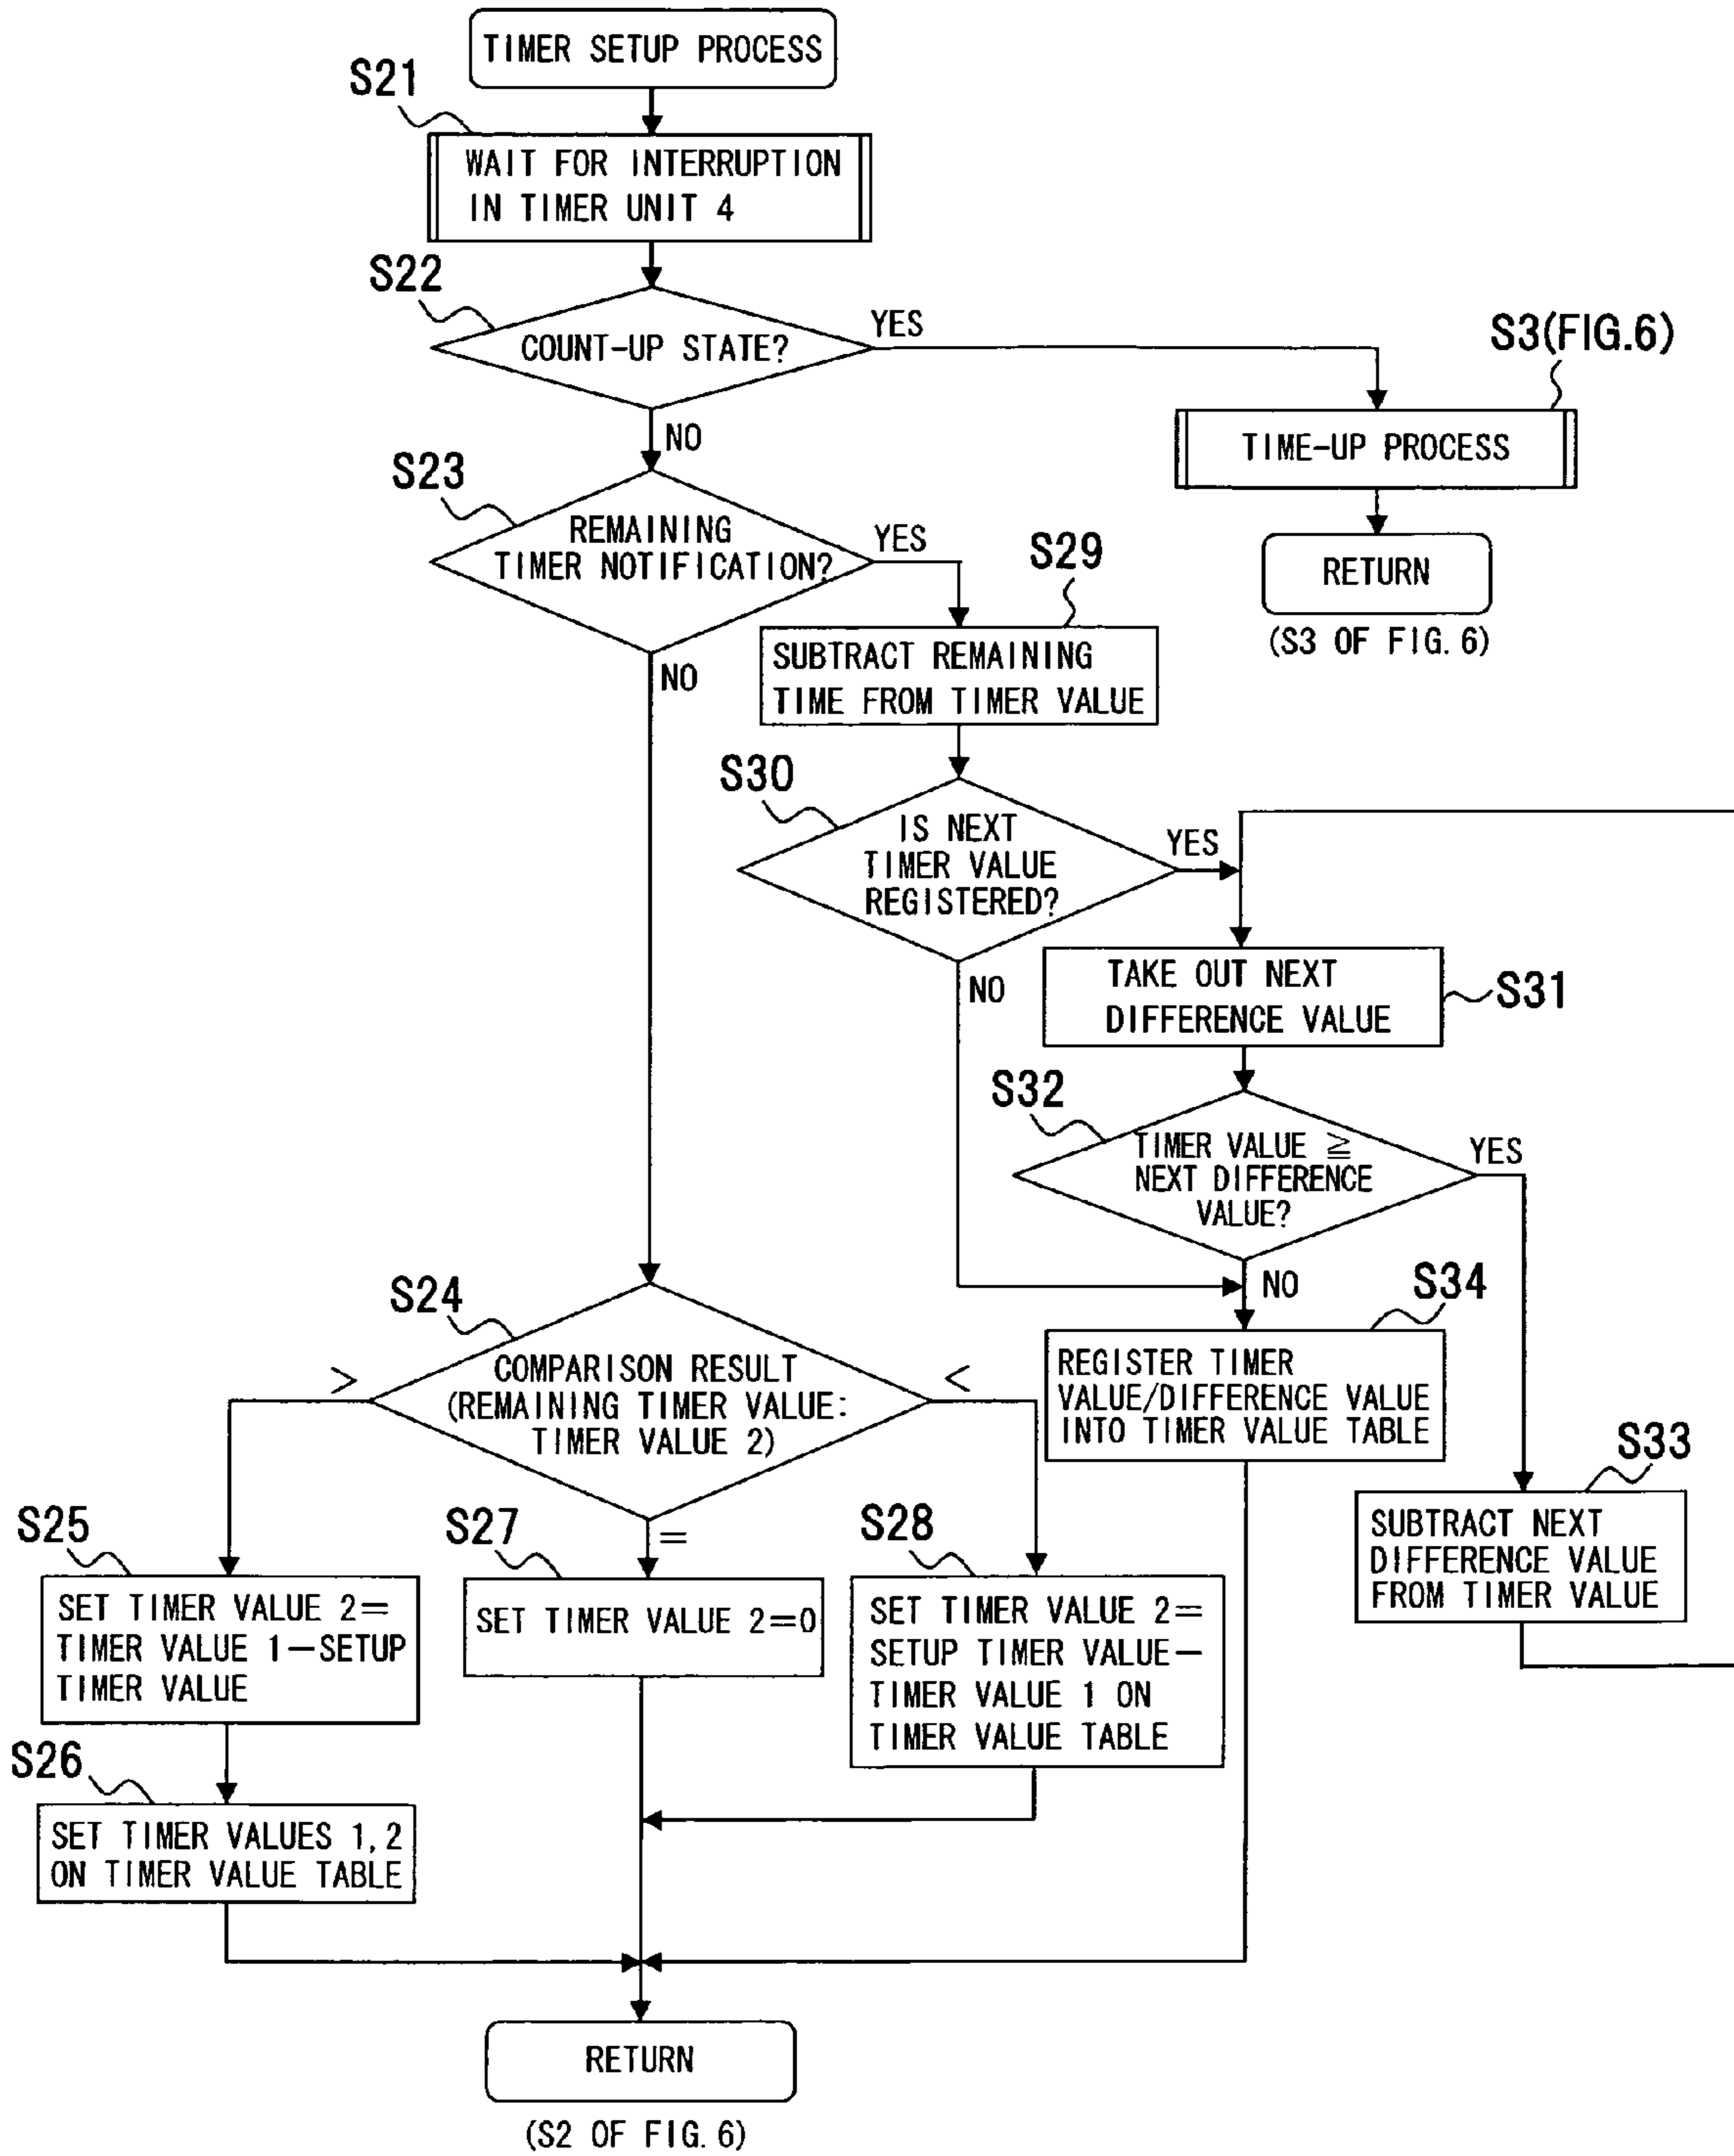 TIMER SETUP PROCESS
S21
WAIT FOR INTERRUPTION
IN TIMER UNIT 4
S22
COUNT-UP STATE?
YES
NO
S3(FIG.6)
TIME-UP PROCESS
RETURN
(S3 OF FIG. 6)
S23
REMAINING
TIMER NOTIFICATION?
YES
NO
S29
SUBTRACT REMAINING
TIME FROM TIMER VALUE
S30
IS NEXT
TIMER VALUE
REGISTERED?
YES
NO
TAKE OUT NEXT
DIFFERENCE VALUE
S31
S32
TIMER VALUE ≧
NEXT DIFFERENCE
VALUE?
YES
NO
S24
COMPARISON RESULT
(REMAINING TIMER VALUE:
TIMER VALUE 2)
>
=
<
S34
REGISTER TIMER
VALUE/DIFFERENCE VALUE
INTO TIMER VALUE TABLE
S33
SUBTRACT NEXT
DIFFERENCE VALUE
FROM TIMER VALUE
S25
SET TIMER VALUE 2=
TIMER VALUE 1-SETUP
TIMER VALUE
S27
SET TIMER VALUE 2=0
S28
SET TIMER VALUE 2=
SETUP TIMER VALUE-
TIMER VALUE 1 ON
TIMER VALUE TABLE
S26
SET TIMER VALUES 1,2
ON TIMER VALUE TABLE
RETURN
(S2 OF FIG. 6)